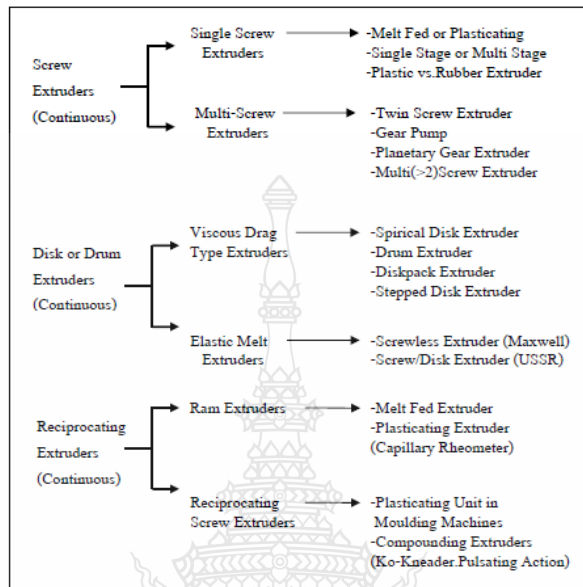 Single Screw
Extruders
-Melt Fed or Plasticating
-Single Stage or Multi Stage
-Plastic vs.Rubber Extruder
Screw
Extruders
(Continuous)
Multi-Screw
Extruders
-Twin Screw Extruder
-Gear Pump
-Planetary Gear Extruder
-Multi(>2)Screw Extruder
Viscous Drag
Type Extruders
-Spirical Disk Extruder
-Drum Extruder
-Diskpack Extruder
-Stepped Disk Extruder
Disk or Drum
Extruders
(Continuous)
Elastic Melt
Extruders
-Screwless Extruder (Maxwell)
-Screw/Disk Extruder (USSR)
Ram Extruders
-Melt Fed Extruder
-Plasticating Extruder
(Capillary Rheometer)
Reciprocating
Extruders
(Continuous)
Reciprocating
Screw Extruders
-Plasticating Unit in
Moulding Machines
-Compounding Extruders
(Ko-Kneader.Pulsating Action)